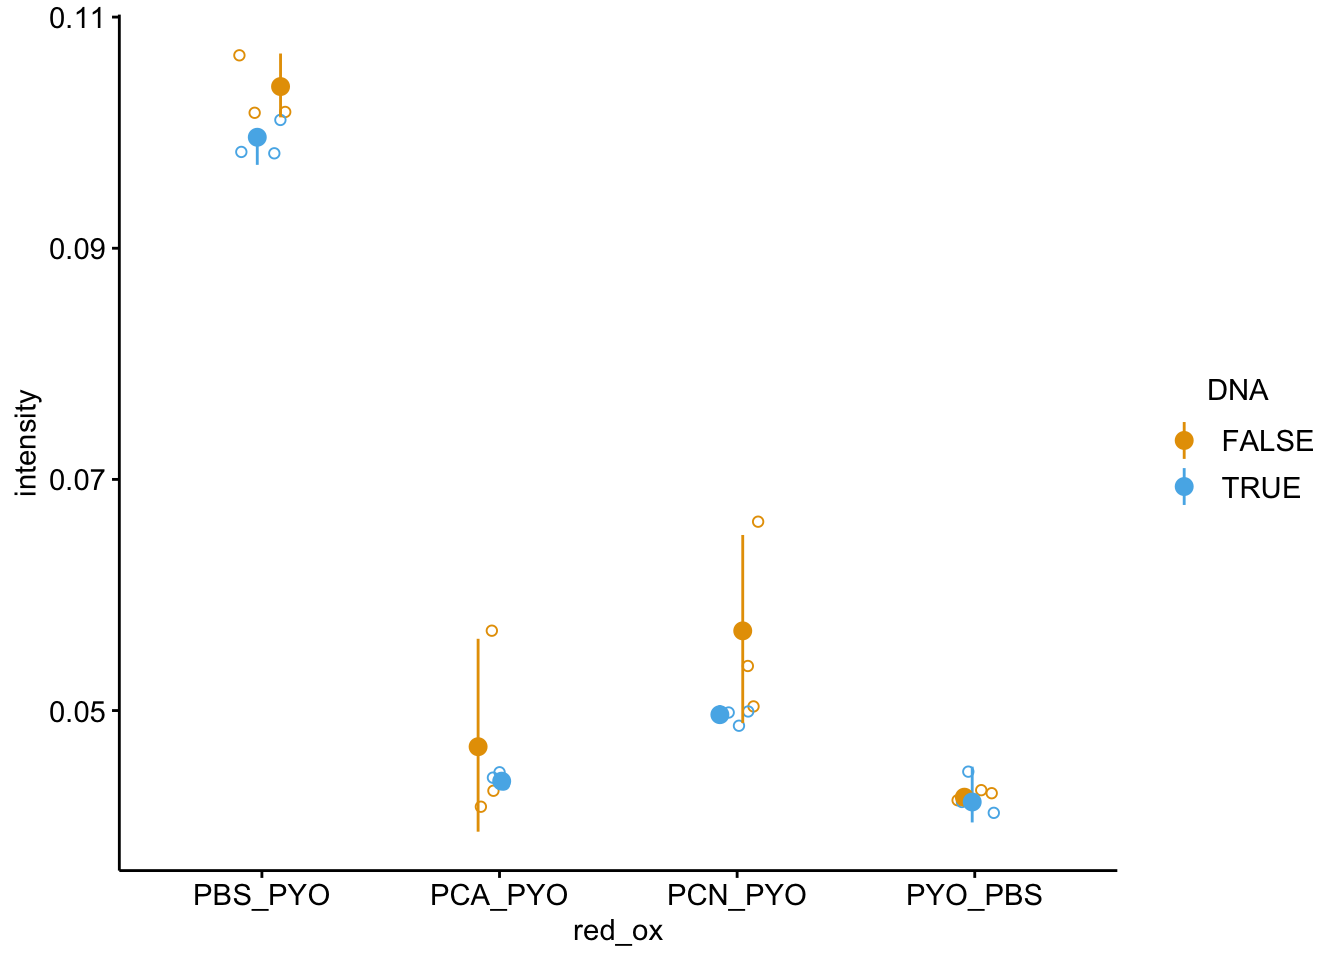 0.11
0.09
0.07
0.05
intensity
PBS_PYO PCA_PYO PCN_PYO PYO_PBS
red_ox
DNA
FALSE
TRUE